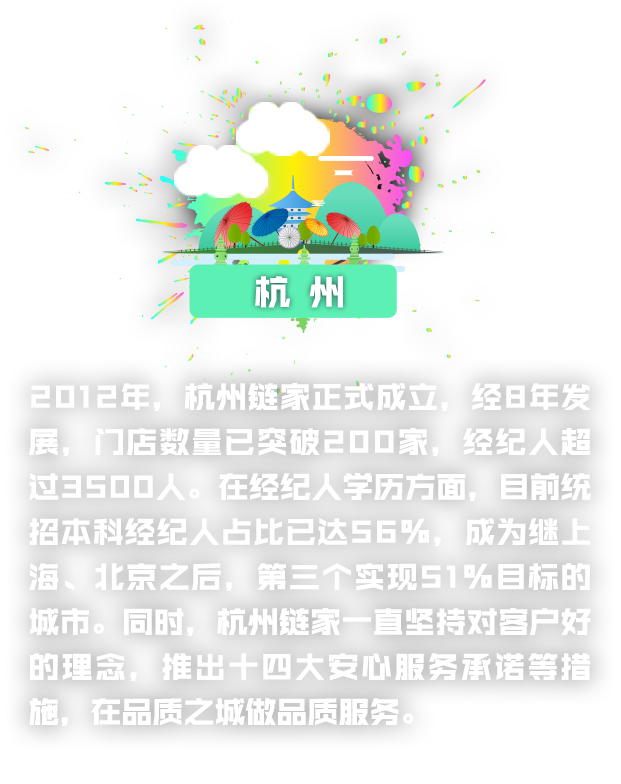 杭州
2012年，杭州链家正式成立，经8年发
展，门店数量已突破200家，经纪人超
过3500人。在经纪人学历方面，目前统
招本科经纪人占比已达56%，成为继上
海、北京之后，第三个实现51%目标的
城市。同时，杭州链家一直坚持对客户好
的理念，推出十四大安心服务承诺等措
施，在品质之城做品质服务。